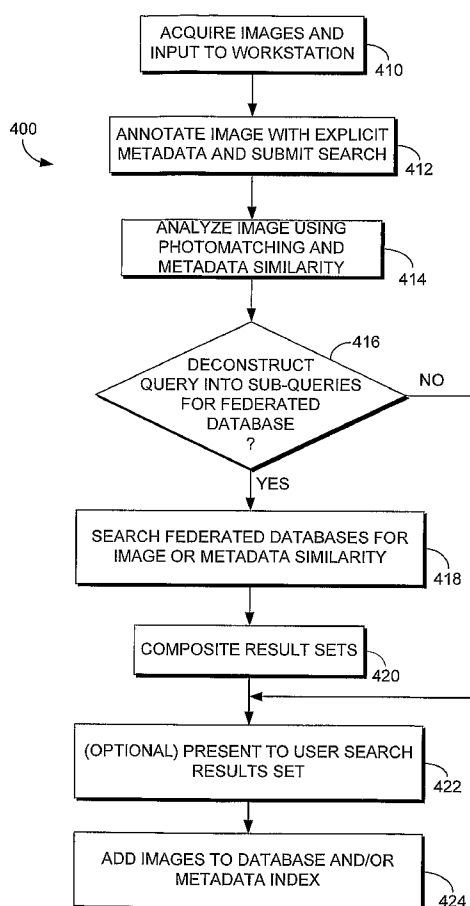 ACQUIRE IMAGES AND
INPUT TO WORKSTATION
410
400
ANNOTATE IMAGE WITH EXPLICIT
METADATA AND SUBMIT SEARCH
412
ANALYZE IMAGE USING
PHOTOMATCHING AND
METADATA SIMILARITY
414
416
DECONSTRUCT
QUERY INTO SUB-QUERIES
FOR FEDERATED
DATABASE
?
NO
YES
SEARCH FEDERATED DATABASES FOR
IMAGE OR METADATA SIMILARITY
418
COMPOSITE RESULT SETS
420
(OPTIONAL) PRESENT TO USER SEARCH
RESULTS SET
422
ADD IMAGES TO DATABASE AND/OR
METADATA INDEX
424